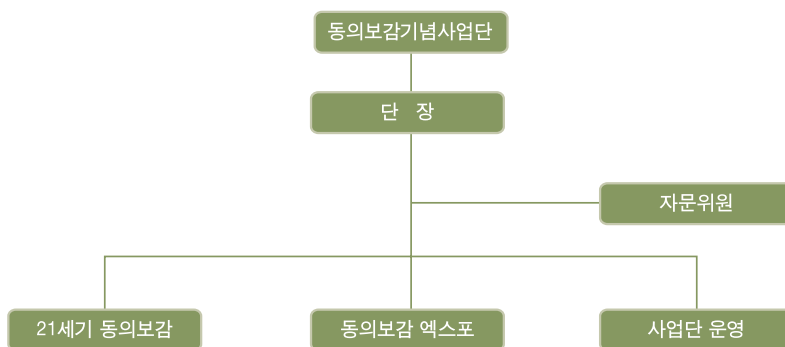 동의보감기념사업단
단 장
자문위원
21세기 동의보감
동의보감 엑스포
사업단 운영